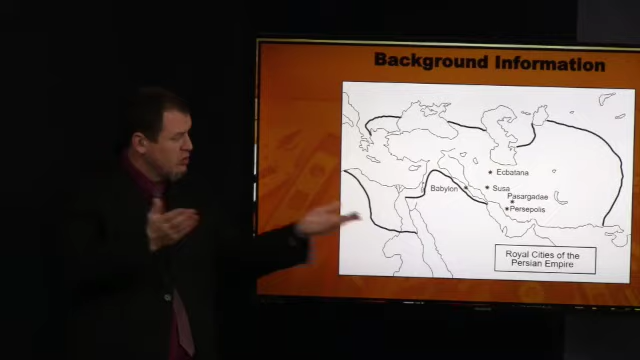 Background Information
Ecbatana
Babylon
Susa
Pasargadae
Persepolis
Royal Cities of the
Persian Empire